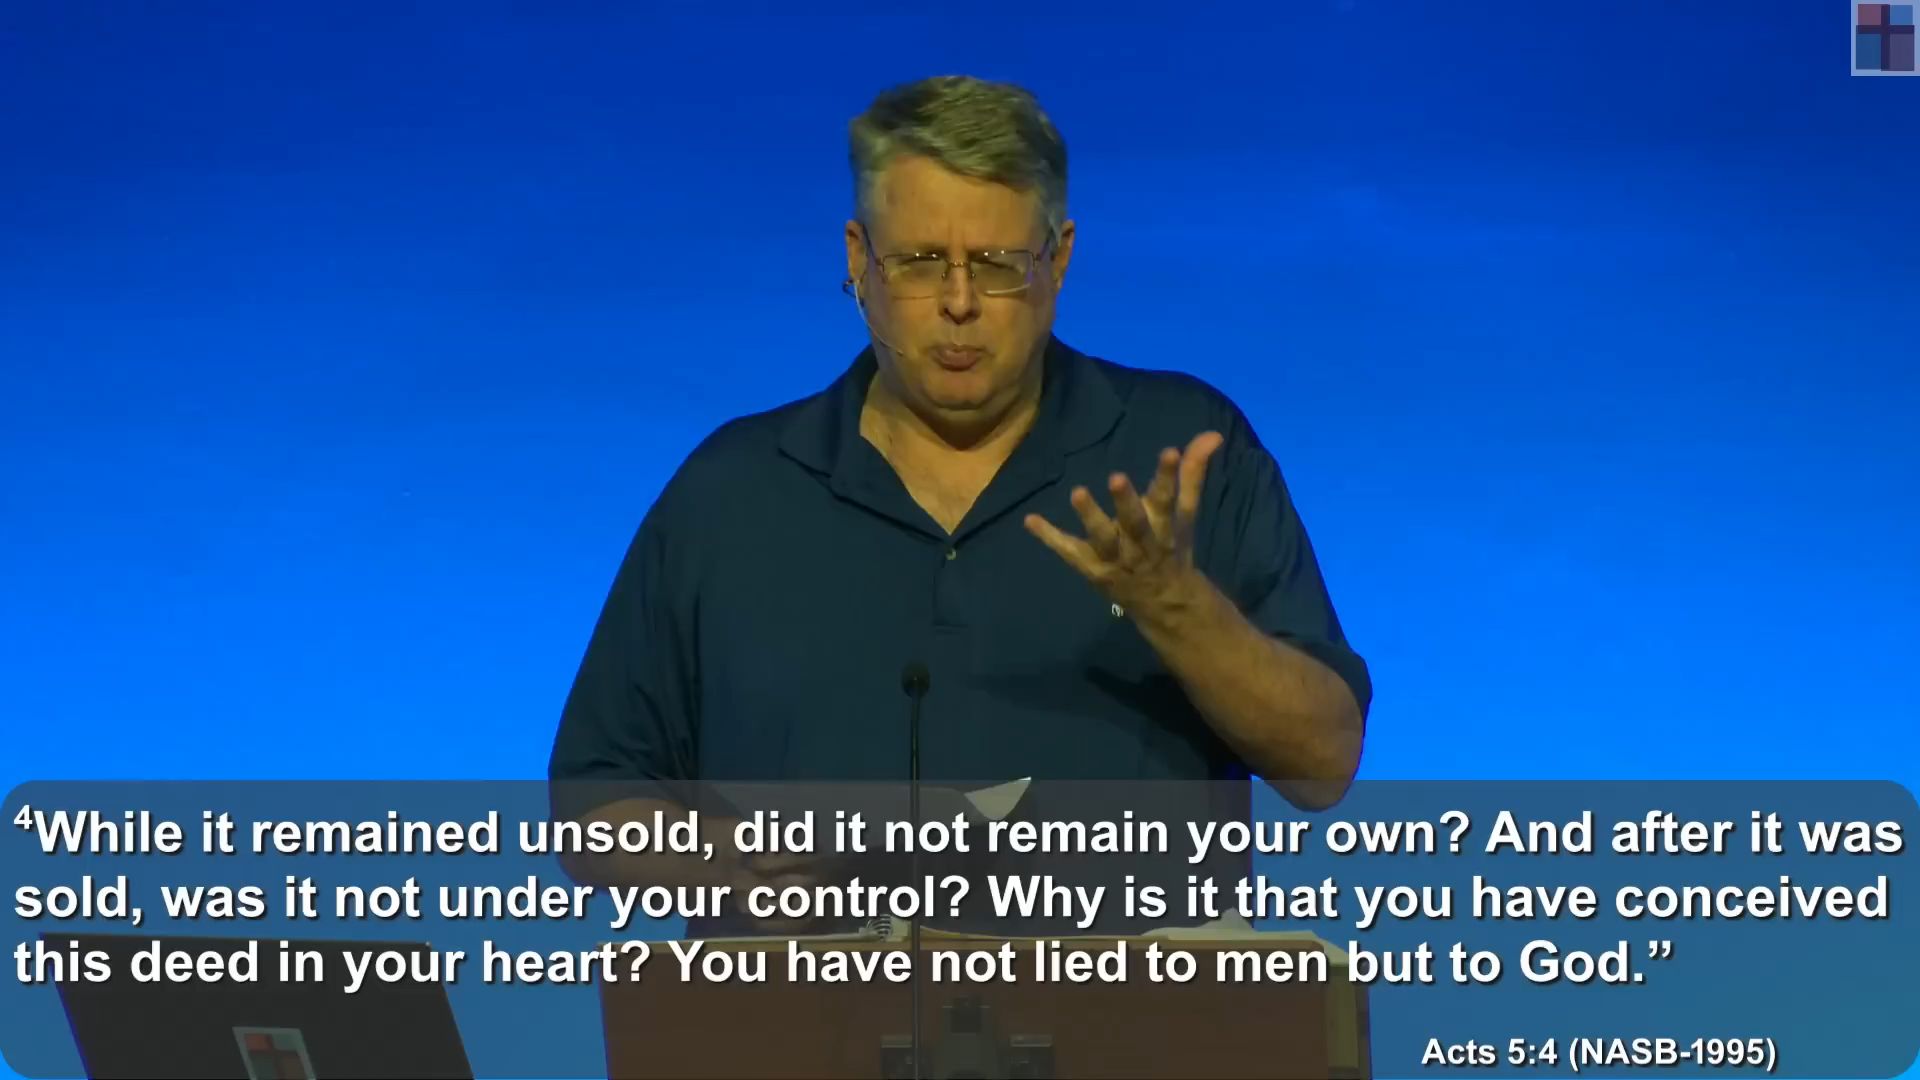 ⁴While it remained unsold, did it not remain your own? And after it was
sold, was it not under your control? Why is it that you have conceived
this deed in your heart? You have not lied to men but to God.”
Acts 5:4 (NASB-1995)